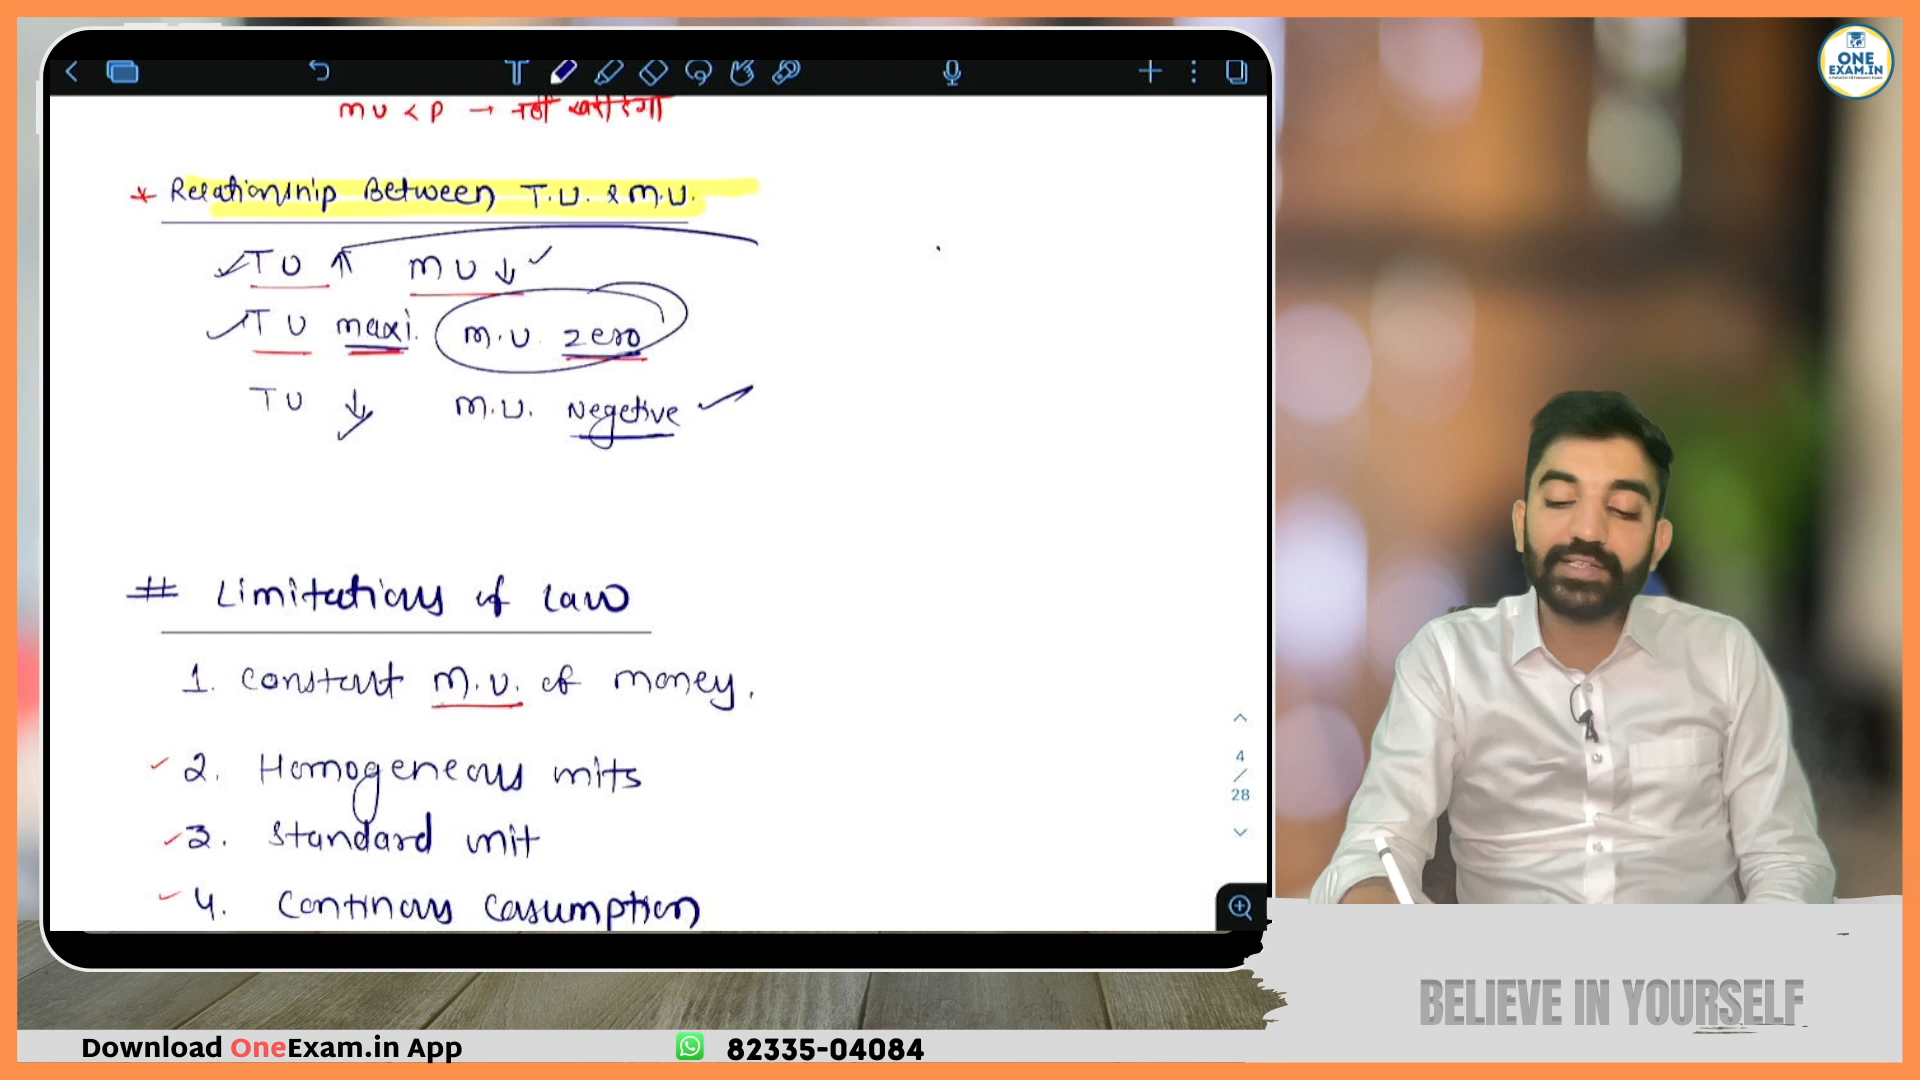 ONE
EXAM.IN
MU < P → नहीं खरीदेगा
* Relationship Between T.U. & M.U.
TU ↑ MU ↓
TU maxi. M.U. zero
TU ↓ M.U. Negetive
# Limitations of law
1. Constant M.U. of money.
2. Homogeneous units
3. Standard unit
4. Continous Cosumption
4
/
28
BELIEVE IN YOURSELF
Download OneExam.in App
82335-04084